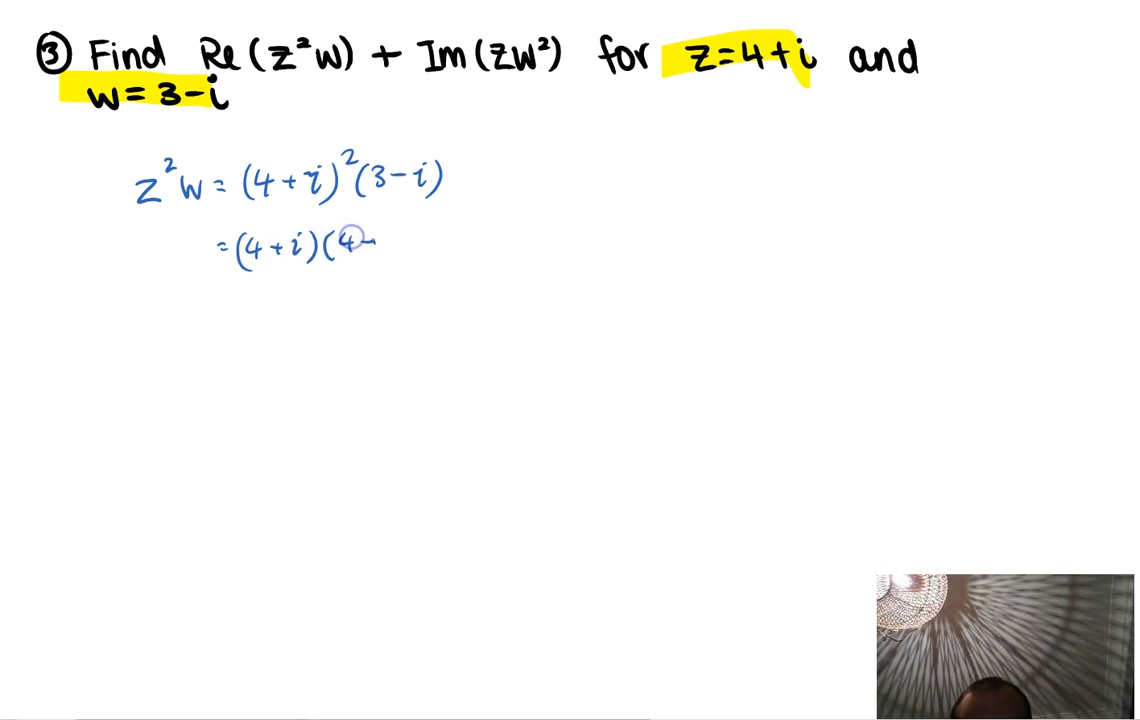 ③ Find Re(z²w) + Im(zw²) for z=4+i and
w=3-i
z²w = (4+i)²(3-i)
= (4+i)(4-